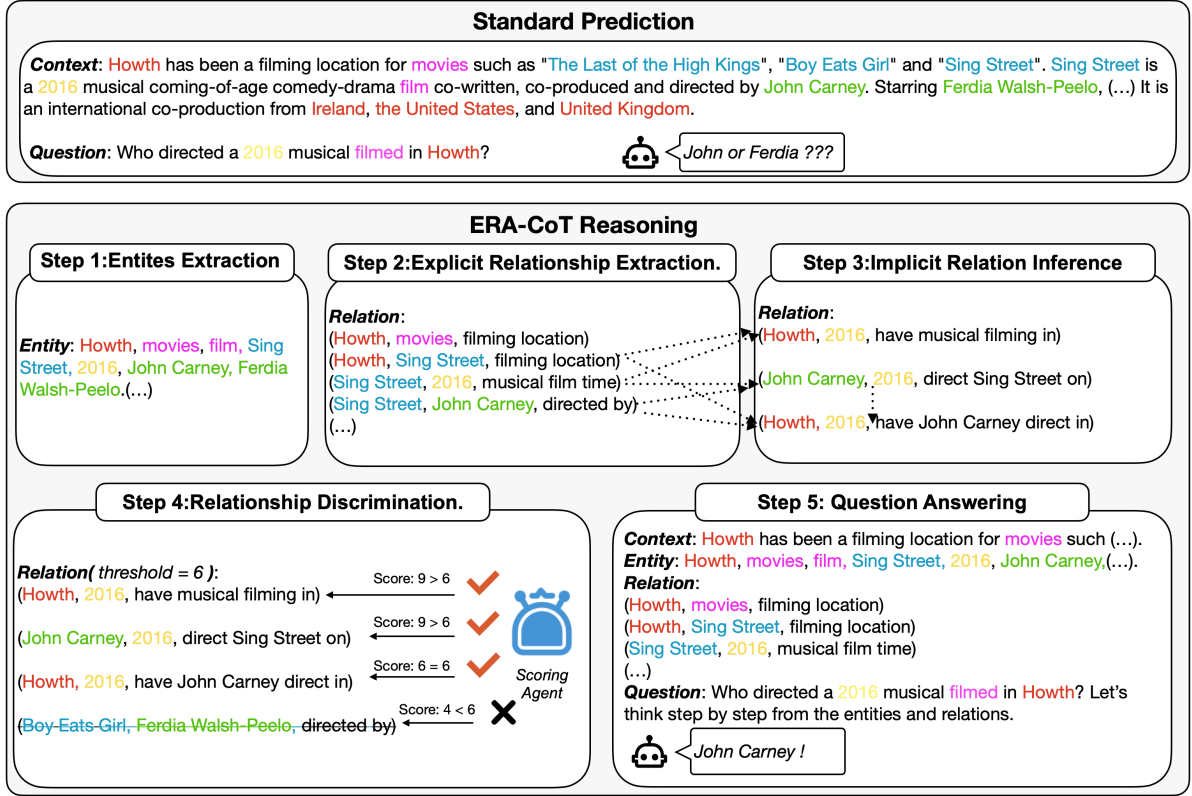 Standard Prediction
Context: Howth has been a filming location for movies such as "The Last of the High Kings", "Boy Eats Girl" and "Sing Street". Sing Street is
a 2016 musical coming-of-age comedy-drama film co-written, co-produced and directed by John Carney. Starring Ferdia Walsh-Peelo, (…) It is
an international co-production from Ireland, the United States, and United Kingdom.
Question: Who directed a 2016 musical filmed in Howth?
John or Ferdia ???
ERA-CoT Reasoning
Step 1:Entites Extraction
Entity: Howth, movies, film, Sing
Street, 2016, John Carney, Ferdia
Walsh-Peelo.(…)
Step 2:Explicit Relationship Extraction.
Relation:
(Howth, movies, filming location)
(Howth, Sing Street, filming location)
(Sing Street, 2016, musical film time)
(Sing Street, John Carney, directed by)
(…)
Step 3:Implicit Relation Inference
Relation:
(Howth, 2016, have musical filming in)
(John Carney, 2016, direct Sing Street on)
(Howth, 2016, have John Carney direct in)
Step 4:Relationship Discrimination.
Relation( threshold = 6 ):
(Howth, 2016, have musical filming in)
Score: 9 > 6
(John Carney, 2016, direct Sing Street on)
Score: 9 > 6
(Howth, 2016, have John Carney direct in)
Score: 6 = 6
(Boy Eats Girl, Ferdia Walsh-Peelo, directed by)
Score: 4 < 6
Scoring
Agent
Step 5: Question Answering
Context: Howth has been a filming location for movies such (…).
Entity: Howth, movies, film, Sing Street, 2016, John Carney,(…).
Relation:
(Howth, movies, filming location)
(Howth, Sing Street, filming location)
(Sing Street, 2016, musical film time)
(…)
Question: Who directed a 2016 musical filmed in Howth? Let's
think step by step from the entities and relations.
John Carney !